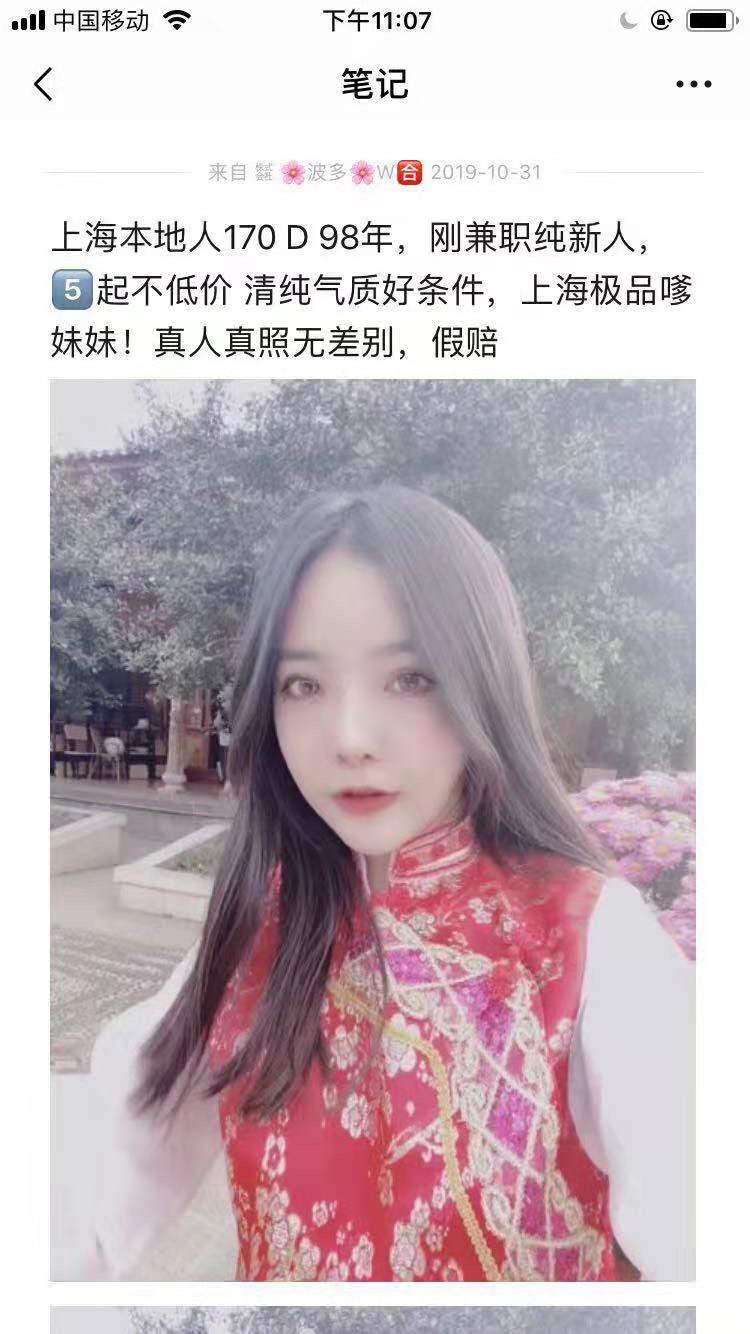 中国移动 下午11:07
笔记
来自 🌸波多🌸W🈴 2019-10-31
上海本地人170 D 98年，刚兼职纯新人，
5️⃣起不低价 清纯气质好条件，上海极品嗲
妹妹！真人真照无差别，假赔